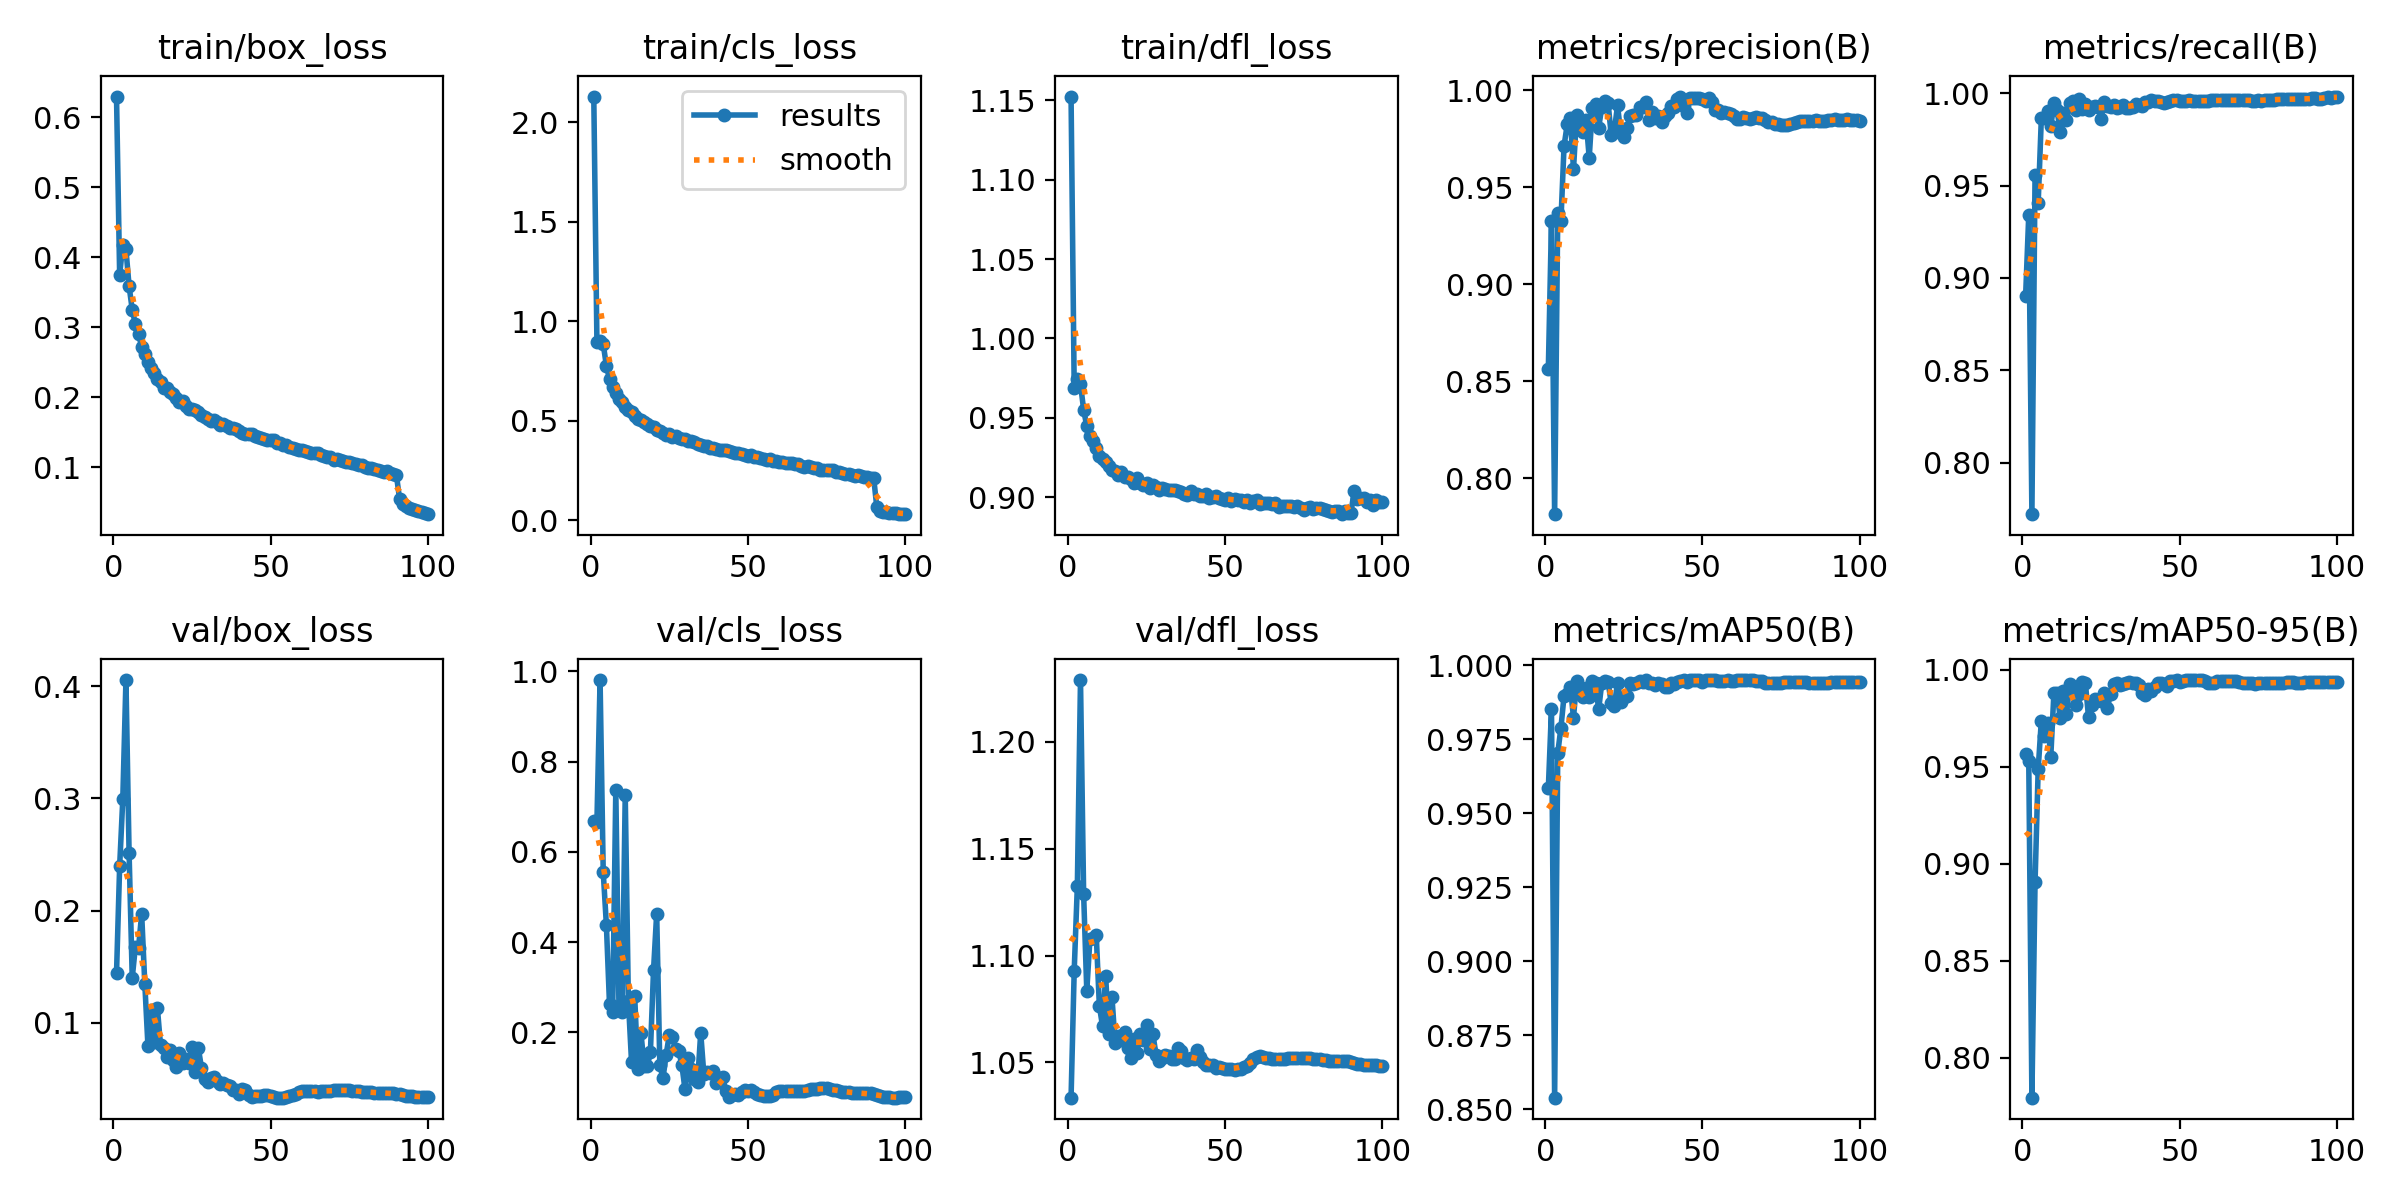 train/box_loss
0.6
0.5
0.4
0.3
0.2
0.1
0 50 100
train/cls_loss
results
smooth
2.0
1.5
1.0
0.5
0.0
0 50 100
train/dfl_loss
1.15
1.10
1.05
1.00
0.95
0.90
0 50 100
metrics/precision(B)
1.00
0.95
0.90
0.85
0.80
0 50 100
metrics/recall(B)
1.00
0.95
0.90
0.85
0.80
0 50 100
val/box_loss
0.4
0.3
0.2
0.1
0 50 100
val/cls_loss
1.0
0.8
0.6
0.4
0.2
0 50 100
val/dfl_loss
1.20
1.15
1.10
1.05
0 50 100
metrics/mAP50(B)
1.000
0.975
0.950
0.925
0.900
0.875
0.850
0 50 100
metrics/mAP50-95(B)
1.00
0.95
0.90
0.85
0.80
0 50 100